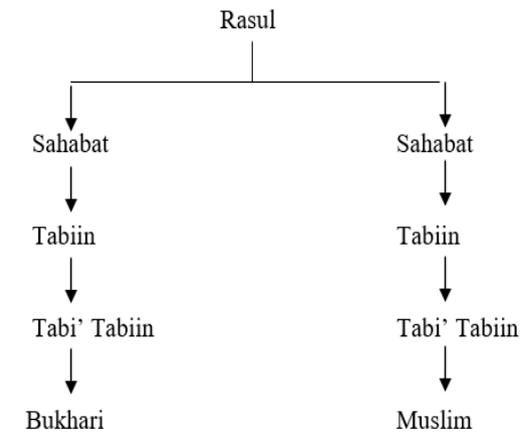 Rasul
Sahabat Sahabat
Tabiin Tabiin
Tabi’ Tabiin Tabi’ Tabiin
Bukhari Muslim